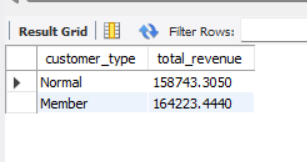 Result Grid Filter Rows:
customer_type total_revenue
Normal 158743.3050
Member 164223.4440